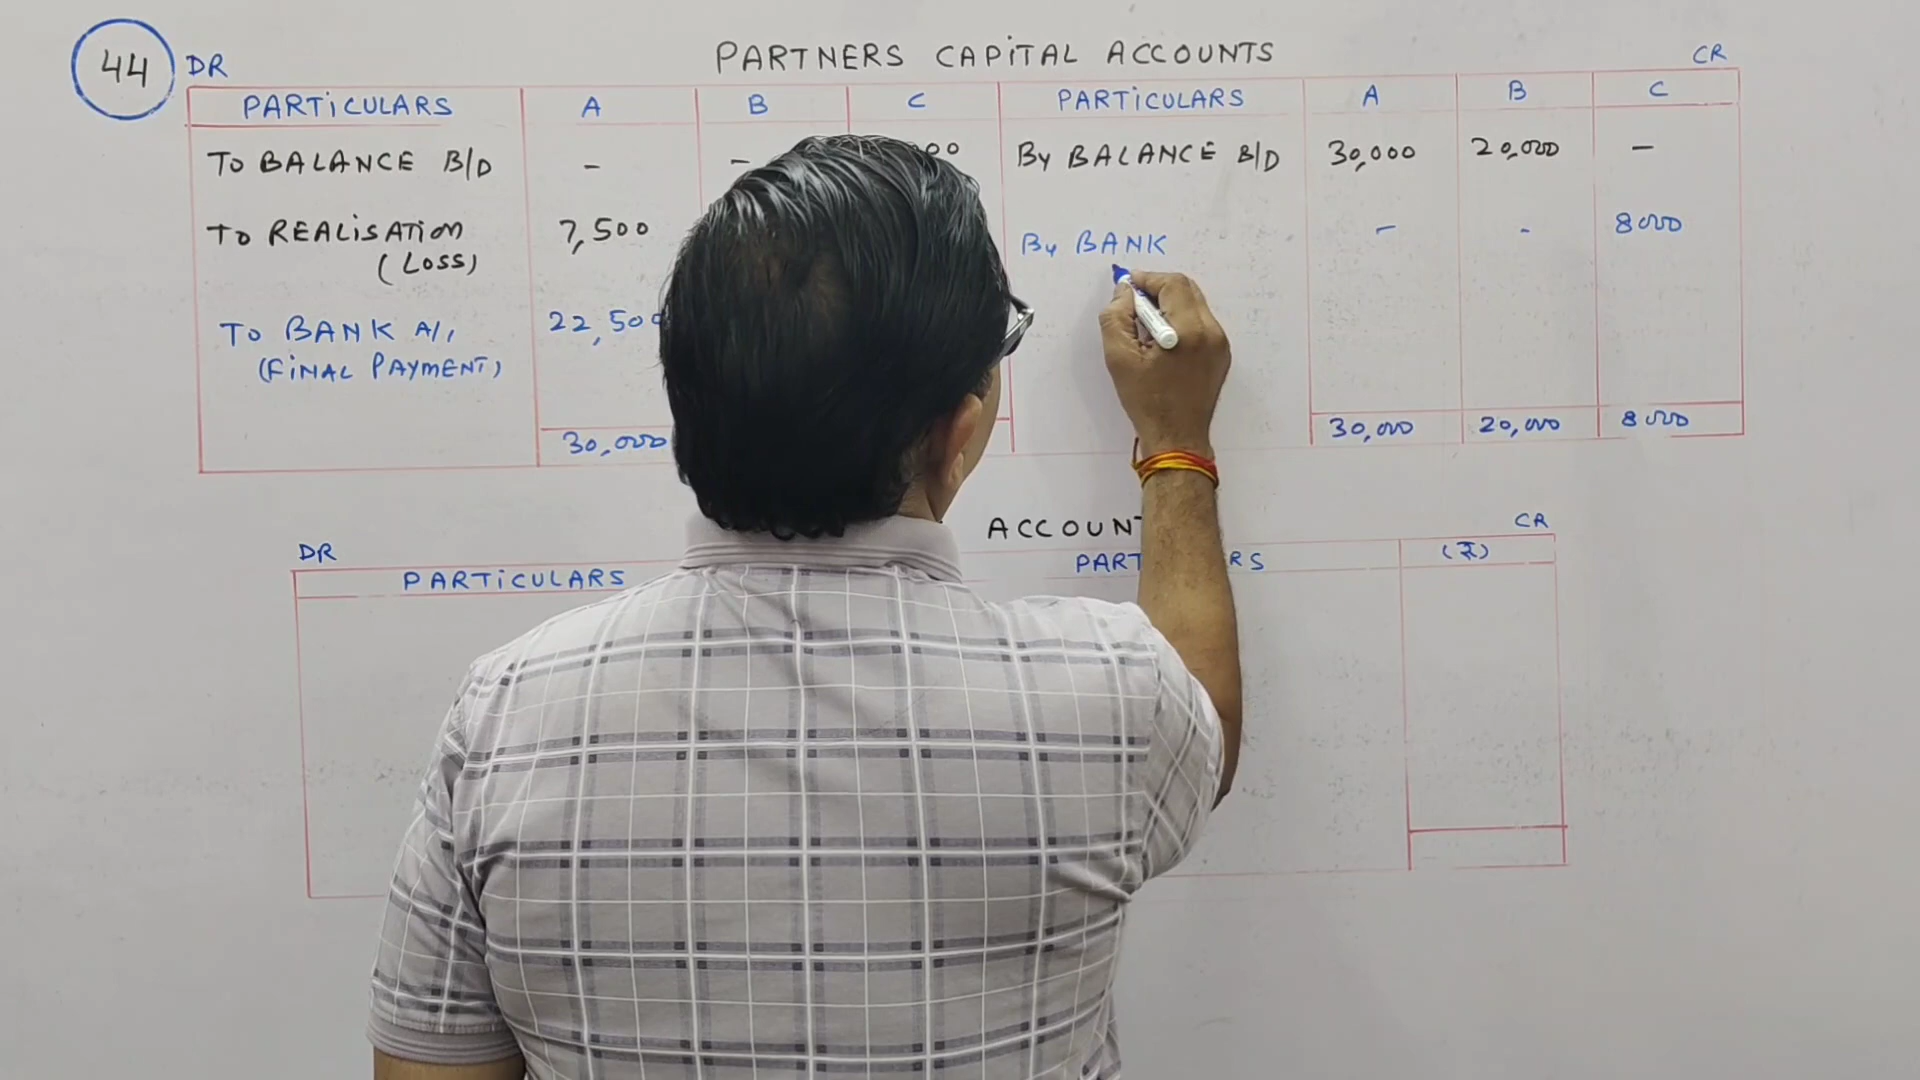 44
PARTNERS CAPITAL ACCOUNTS
DR
CR
PARTICULARS A B C PARTICULARS A B C
TO BALANCE B/D - - By BALANCE B/D 30,000 20,000 -
TO REALISATION 7,500 By BANK - - 8000
(LOSS)
TO BANK A/c 22,500
(FINAL PAYMENT)
30,000 30,000 20,000 8000
DR
CR
PARTICULARS (₹)